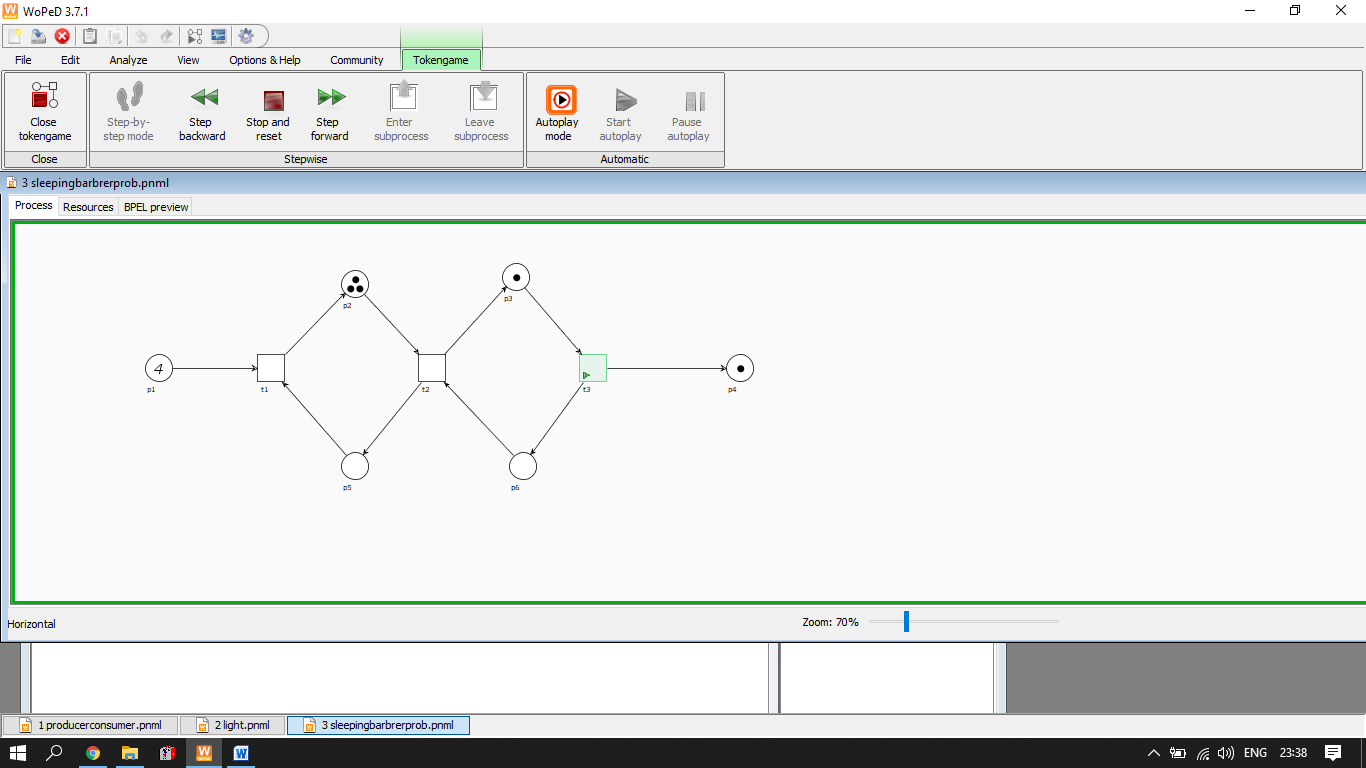 WoPeD 3.7.1
File Edit Analyze View Options & Help Community Tokengame
Close tokengame
Step-by-step mode
Step backward
Stop and reset
Step forward
Enter subprocess
Leave subprocess
Autoplay mode
Start autoplay
Pause autoplay
Close Stepwise Automatic
3 sleepingbarbrerprob.pnml
Process Resources BPEL preview
p2 p3
4
p1 t1 t2 t3 p4
p5 p6
Horizontal Zoom: 70%
1 producerconsumer.pnml 2 light.pnml 3 sleepingbarbrerprob.pnml
ENG 23:38